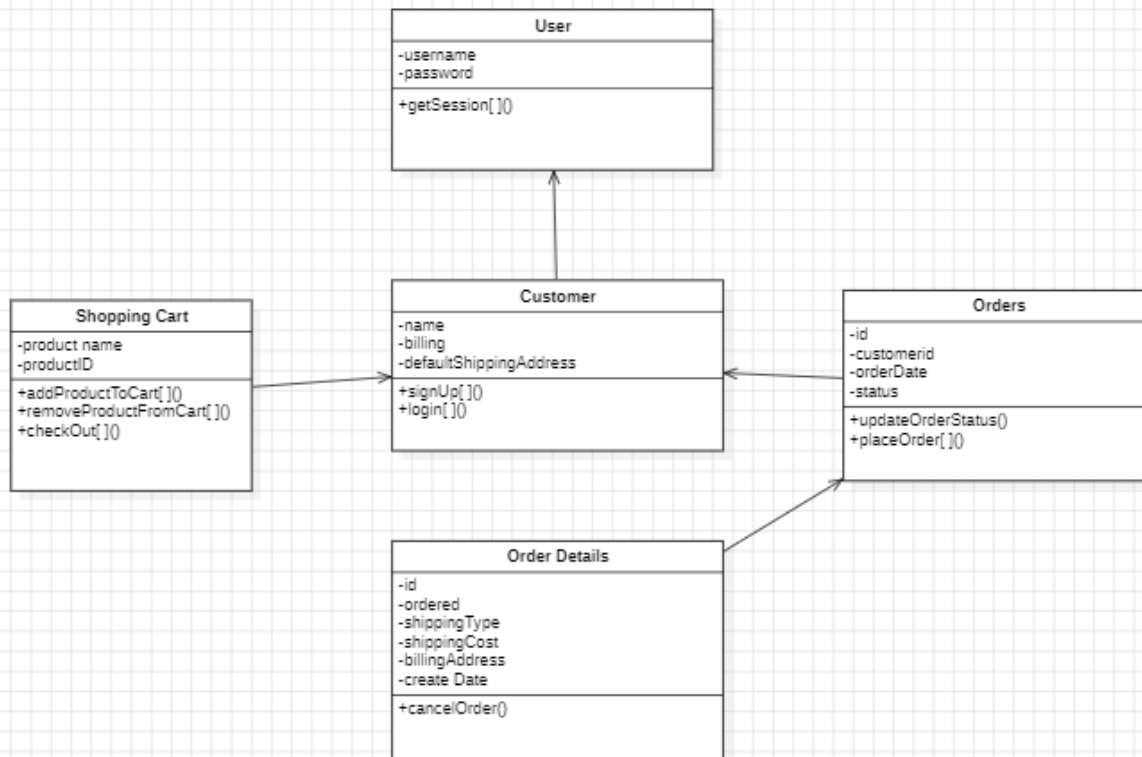 User
-username
-password
+getSession[ ]()
Customer
-name
-billing
-defaultShippingAddress
+signUp[ ]()
+login[ ]()
Shopping Cart
-product name
-productID
+addProductToCart[ ]()
+removeProductFromCart[ ]()
+checkOut[ ]()
Orders
-id
-customerid
-orderDate
-status
+updateOrderStatus()
+placeOrder[ ]()
Order Details
-id
-ordered
-shippingType
-shippingCost
-billingAddress
-create Date
+cancelOrder()